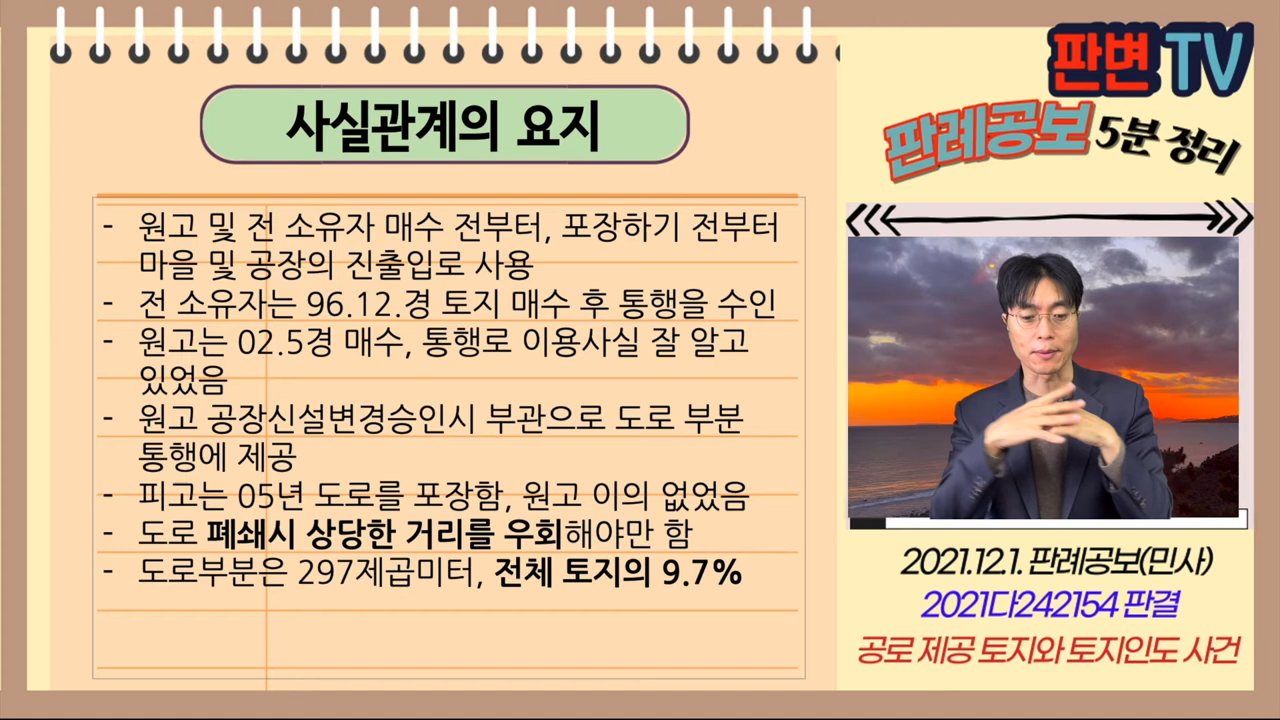 판변 TV
판례공보 5분 정리
사실관계의 요지
- 원고 및 전 소유자 매수 전부터, 포장하기 전부터
마을 및 공장의 진출입로 사용
- 전 소유자는 96.12.경 토지 매수 후 통행을 수인
- 원고는 02.5경 매수, 통행로 이용사실 잘 알고
있었음
- 원고 공장신설변경승인시 부관으로 도로 부분
통행에 제공
- 피고는 05년 도로를 포장함, 원고 이의 없었음
- 도로 폐쇄시 상당한 거리를 우회해야만 함
- 도로부분은 297제곱미터, 전체 토지의 9.7%
2021.12.1. 판례공보(민사)
2021다242154 판결
공로 제공 토지와 토지인도 사건